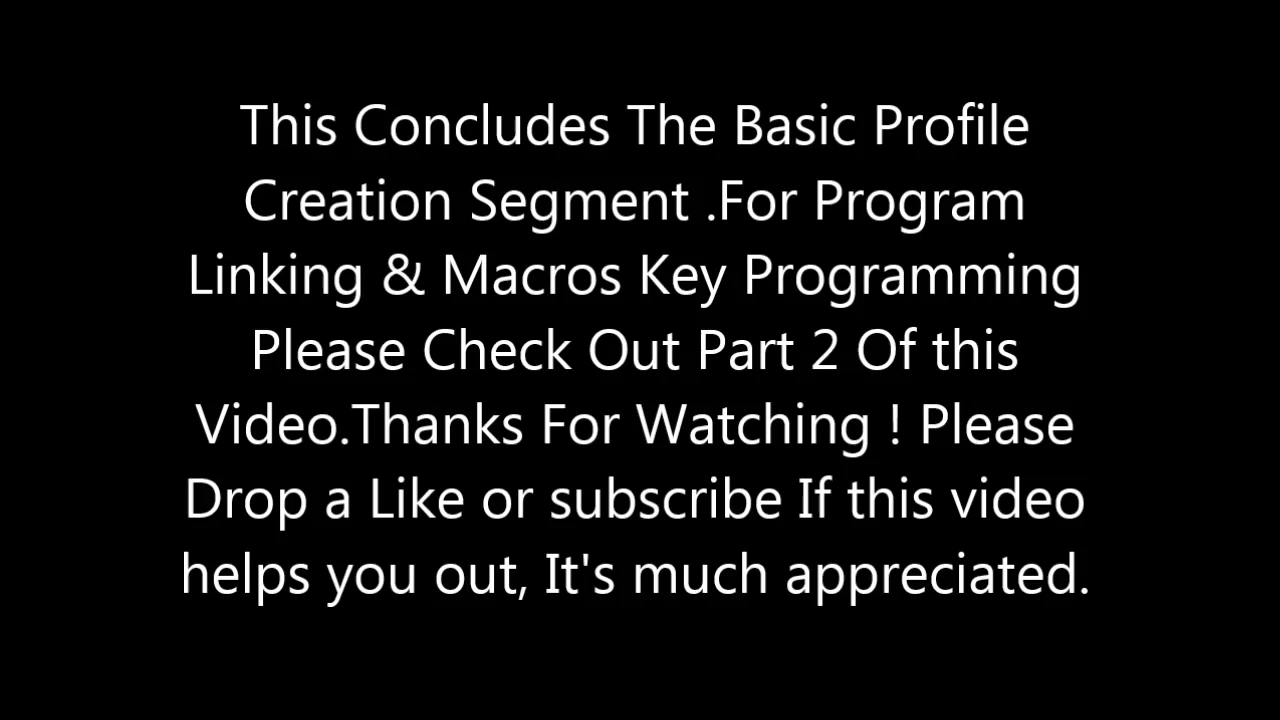 This Concludes The Basic Profile
Creation Segment .For Program
Linking & Macros Key Programming
Please Check Out Part 2 Of this
Video.Thanks For Watching ! Please
Drop a Like or subscribe If this video
helps you out, It's much appreciated.